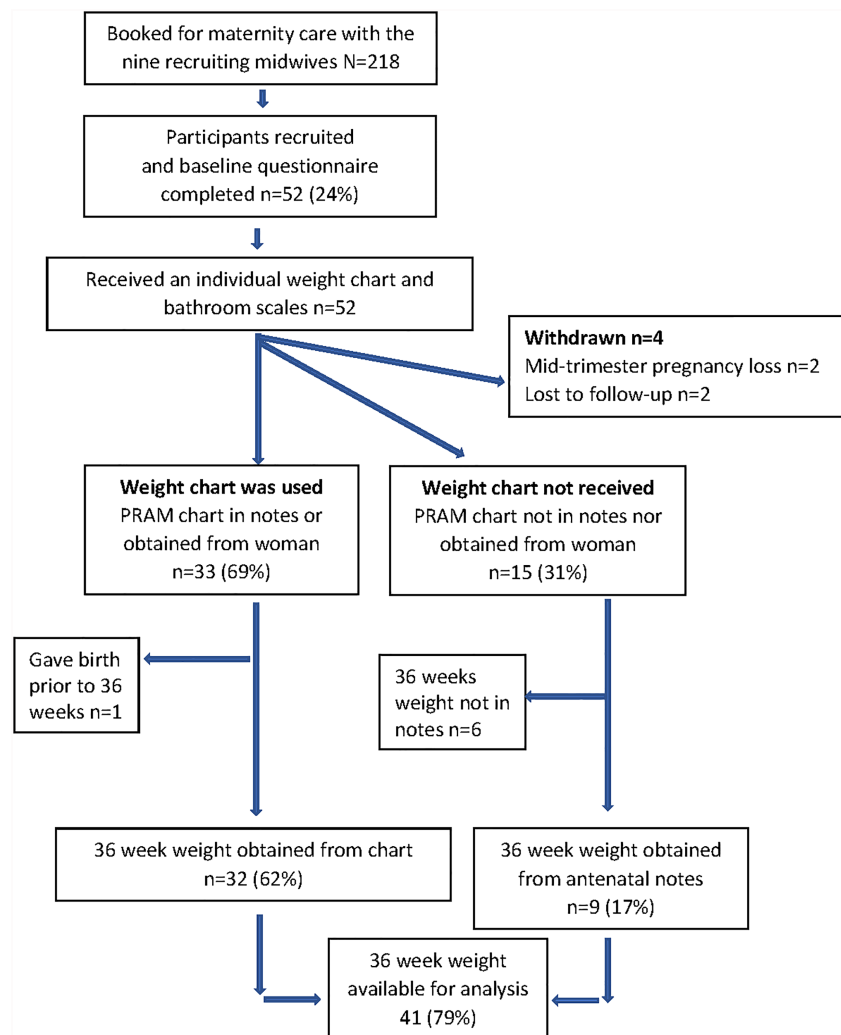 Booked for maternity care with the
nine recruiting midwives N=218
Participants recruited
and baseline questionnaire
completed n=52 (24%)
Received an individual weight chart and
bathroom scales n=52
Withdrawn n=4
Mid-trimester pregnancy loss n=2
Lost to follow-up n=2
Weight chart was used
PRAM chart in notes or
obtained from woman
n=33 (69%)
Weight chart not received
PRAM chart not in notes nor
obtained from woman
n=15 (31%)
Gave birth
prior to 36
weeks n=1
36 weeks
weight not in
notes n=6
36 week weight obtained from chart
n=32 (62%)
36 week weight obtained
from antenatal notes
n=9 (17%)
36 week weight
available for analysis
41 (79%)